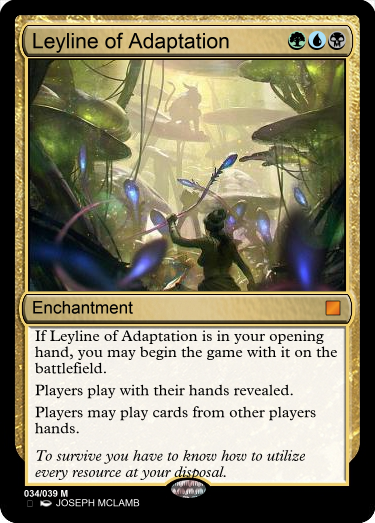 Leyline of Adaptation
Enchantment
If Leyline of Adaptation is in your opening
hand, you may begin the game with it on the
battlefield.
Players play with their hands revealed.
Players may play cards from other players
hands.
To survive you have to know how to utilize
every resource at your disposal.
034/039 M
JOSEPH MCLAMB